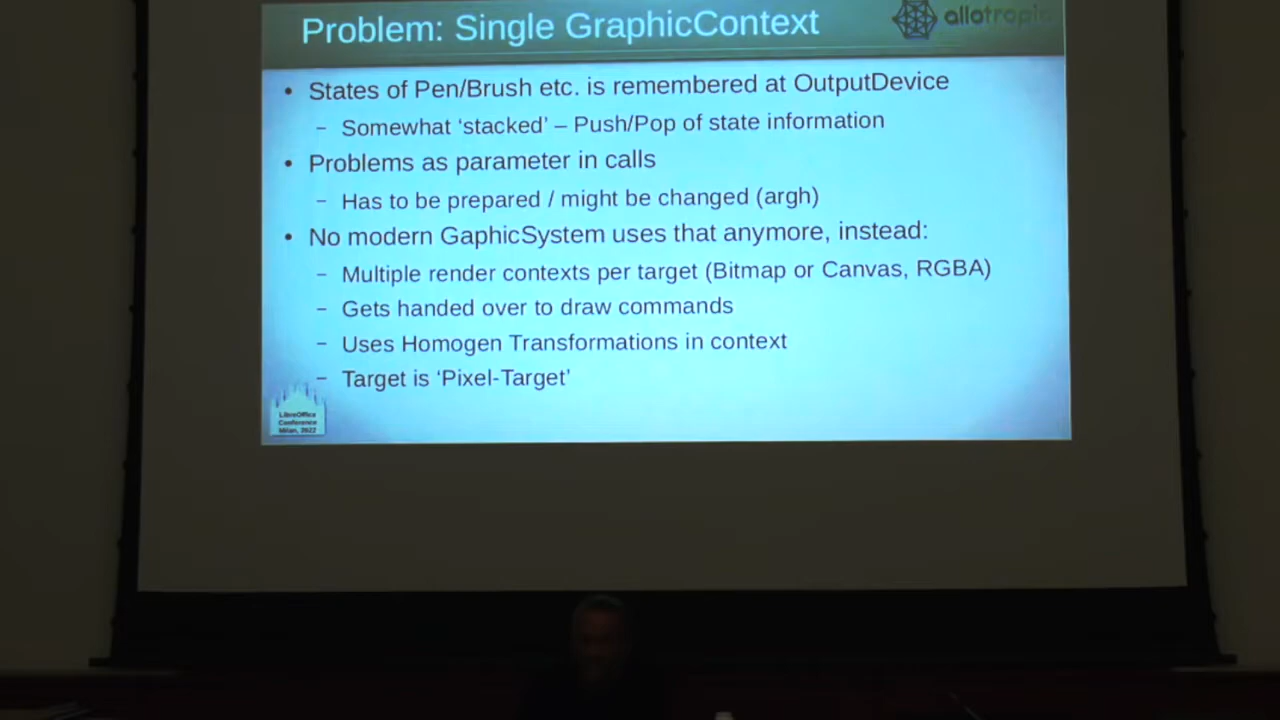 Problem: Single GraphicContext
allotropia
• States of Pen/Brush etc. is remembered at OutputDevice
– Somewhat ‘stacked’ – Push/Pop of state information
• Problems as parameter in calls
– Has to be prepared / might be changed (argh)
• No modern GaphicSystem uses that anymore, instead:
– Multiple render contexts per target (Bitmap or Canvas, RGBA)
– Gets handed over to draw commands
– Uses Homogen Transformations in context
– Target is ‘Pixel-Target’
LibreOffice
Conference
Milan, 2022